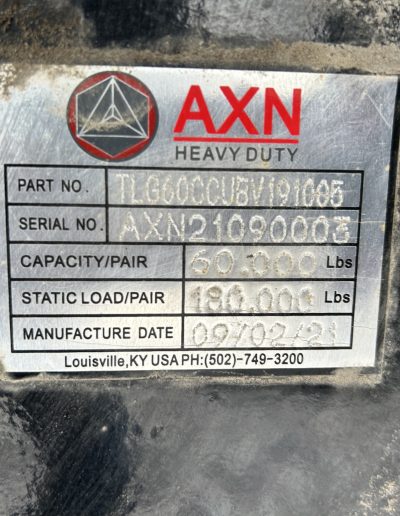 AXN
HEAVY DUTY
PART NO.
SERIAL NO. AXN21090003
CAPACITY/PAIR 60.000 Lbs
STATIC LOAD/PAIR 180.000 Lbs
MANUFACTURE DATE 09/02/21
Louisville,KY USA PH:(502)-749-3200